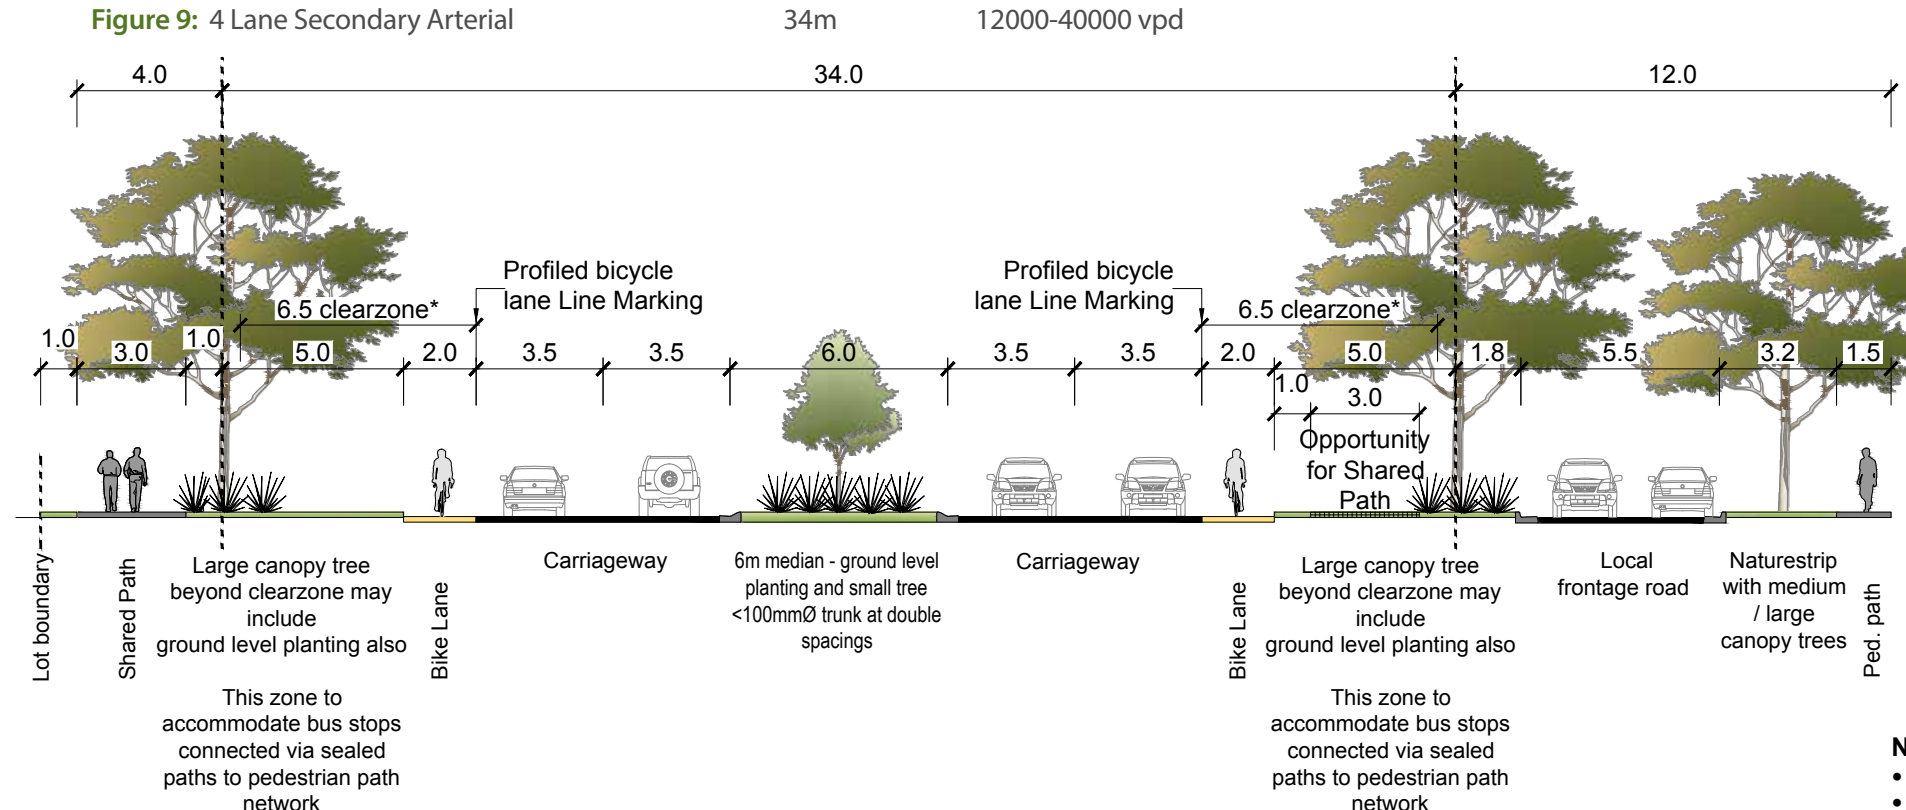 Figure 9: 4 Lane Secondary Arterial 34m 12000-40000 vpd
4.0 34.0 12.0
Profiled bicycle
lane Line Marking
Profiled bicycle
lane Line Marking
6.5 clearzone* 6.5 clearzone*
1.0 3.0 1.0 5.0 2.0 3.5 3.5 6.0 3.5 3.5 2.0 5.0 1.8 5.5 3.2 1.5
1.0 3.0
Opportunity
for Shared
Path
Lot boundary
Shared Path
Large canopy tree
beyond clearzone may
include
ground level planting also
This zone to
accommodate bus stops
connected via sealed
paths to pedestrian path
network
Bike Lane
Carriageway
6m median - ground level
planting and small tree
<100mmØ trunk at double
spacings
Carriageway
Bike Lane
Large canopy tree
beyond clearzone may
include
ground level planting also
This zone to
accommodate bus stops
connected via sealed
paths to pedestrian path
network
Local
frontage road
Naturestrip
with medium
/ large
canopy trees
Ped. path
N
•
•